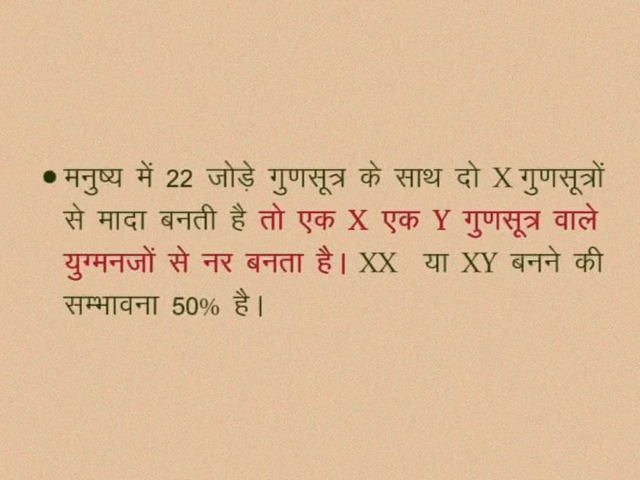 • मनुष्य में 22 जोड़े गुणसूत्र के साथ दो X गुणसूत्रों
से मादा बनती है तो एक X एक Y गुणसूत्र वाले
युग्मनजों से नर बनता है। XX या XY बनने की
सम्भावना 50% है।